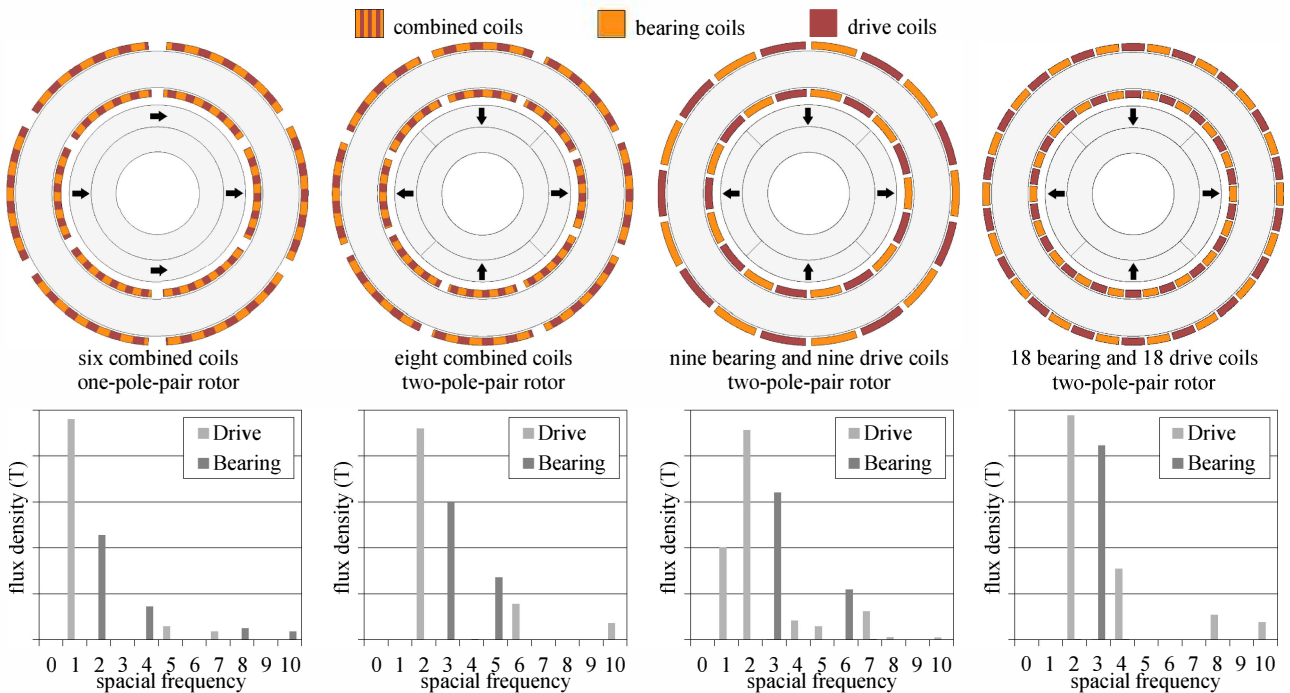 combined coils
bearing coils
drive coils
six combined coils
one-pole-pair rotor
eight combined coils
two-pole-pair rotor
nine bearing and nine drive coils
two-pole-pair rotor
18 bearing and 18 drive coils
two-pole-pair rotor
flux density (T)
Drive
Bearing
0 1 2 3 4 5 6 7 8 9 10
spacial frequency
flux density (T)
Drive
Bearing
0 1 2 3 4 5 6 7 8 9 10
spacial frequency
flux density (T)
Drive
Bearing
0 1 2 3 4 5 6 7 8 9 10
spacial frequency
flux density (T)
Drive
Bearing
0 1 2 3 4 5 6 7 8 9 10
spacial frequency